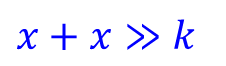 𝑥 + 𝑥 ≫ 𝑘